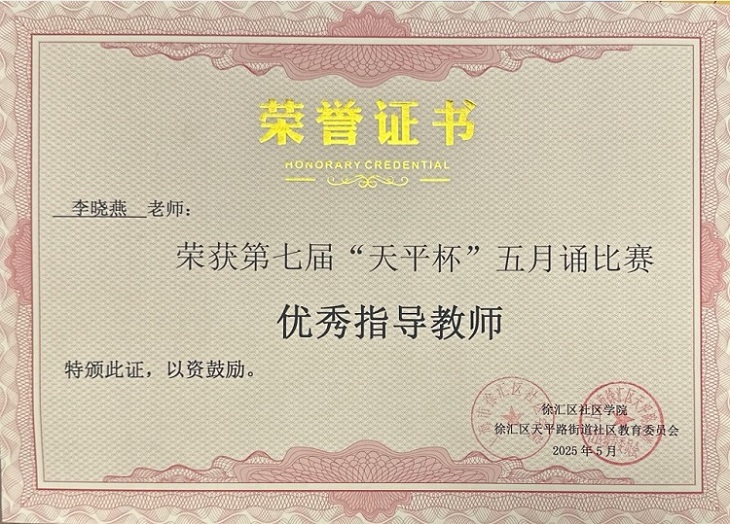 荣誉证书
HONORARY CREDENTIAL
李晓燕 老师：
荣获第七届“天平杯”五月诵比赛
优秀指导教师
特颁此证，以资鼓励。
徐汇区社区学院
徐汇区天平路街道社区教育委员会
2025年5月